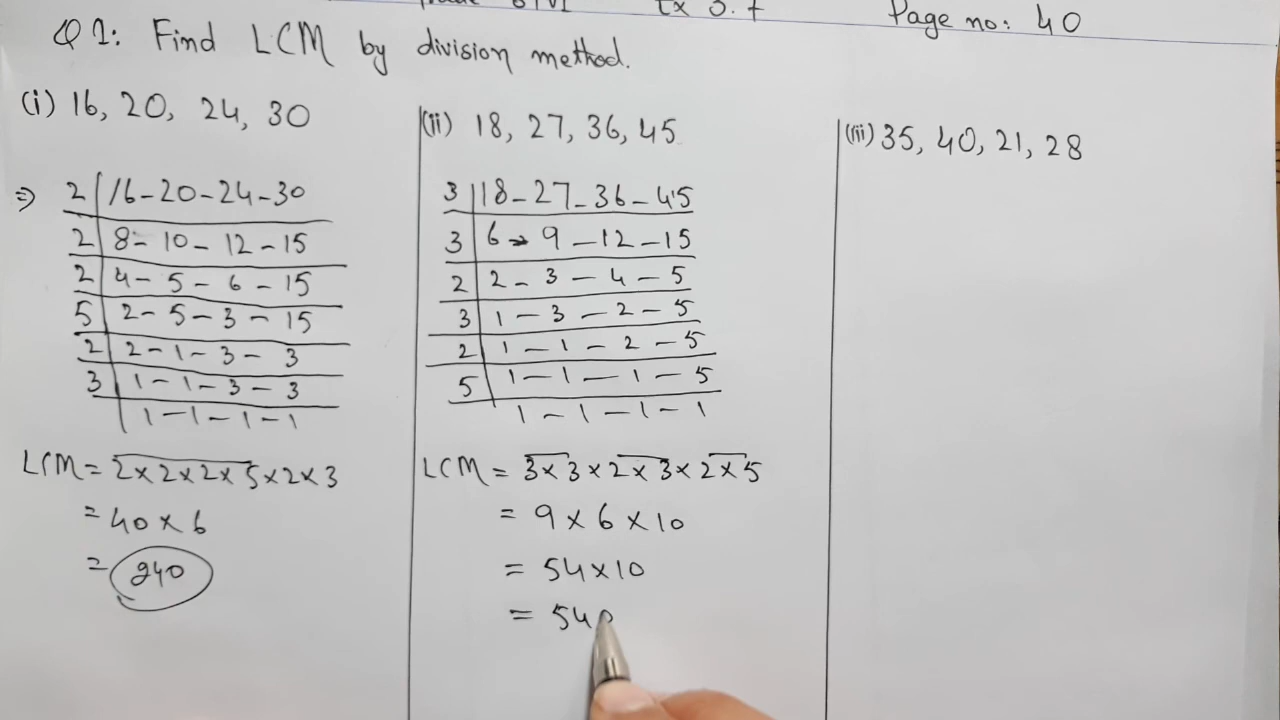 Page no: 40
Q1: Find LCM by division method.
(i) 16, 20, 24, 30
⇒ 2 | 16 - 20 - 24 - 30
2 | 8 - 10 - 12 - 15
2 | 4 - 5 - 6 - 15
5 | 2 - 5 - 3 - 15
2 | 2 - 1 - 3 - 3
3 | 1 - 1 - 3 - 3
| 1 - 1 - 1 - 1
LCM = 2 × 2 × 2 × 5 × 2 × 3
= 40 × 6
= 240
(ii) 18, 27, 36, 45
3 | 18 - 27 - 36 - 45
3 | 6 - 9 - 12 - 15
2 | 2 - 3 - 4 - 5
3 | 1 - 3 - 2 - 5
2 | 1 - 1 - 2 - 5
5 | 1 - 1 - 1 - 5
1 - 1 - 1 - 1
LCM = 3 × 3 × 2 × 3 × 2 × 5
= 9 × 6 × 10
= 54 × 10
= 540
(iii) 35, 40, 21, 28